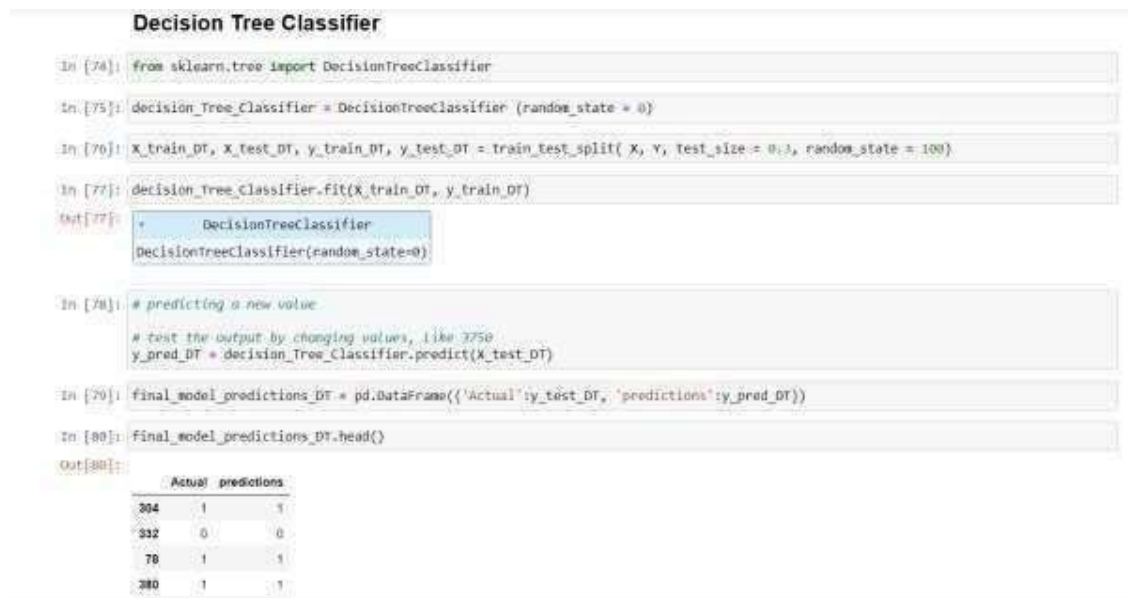 Decision Tree Classifier
In [74]: from sklearn.tree import DecisionTreeClassifier
In [75]: decision_Tree_Classifier = DecisionTreeClassifier (random_state = 0)
In [76]: X_train_DT, X_test_DT, y_train_DT, y_test_DT = train_test_split( X, Y, test_size = 0.3, random_state = 100)
In [77]: decision_Tree_Classifier.fit(X_train_DT, y_train_DT)
Out[77]:
DecisionTreeClassifier
DecisionTreeClassifier(random_state=0)
In [78]: # predicting a new value
# test the output by changing values, like 3750
y_pred_DT = decision_Tree_Classifier.predict(X_test_DT)
In [79]: final_model_predictions_DT = pd.DataFrame({'Actual':y_test_DT, 'predictions':y_pred_DT})
In [80]: final_model_predictions_DT.head()
Out[80]:
Actual predictions
304 1 1
332 0 0
78 1 1
380 1 1